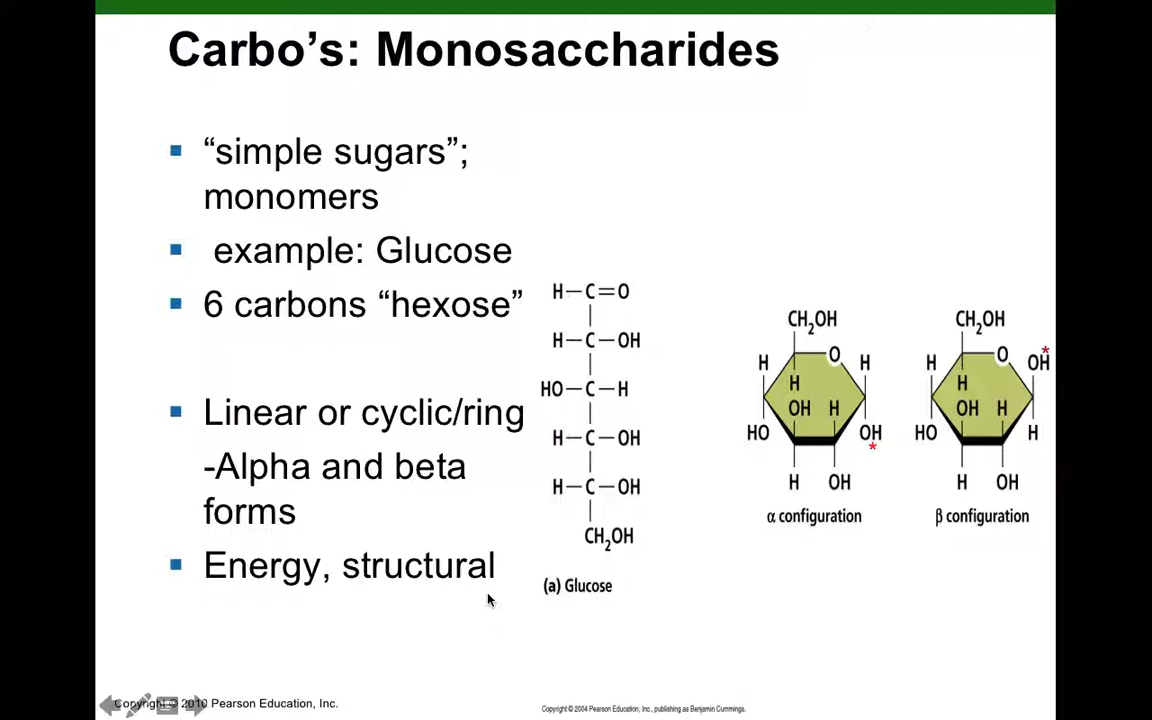 Carbo's: Monosaccharides
"simple sugars";
monomers
example: Glucose
6 carbons "hexose"
Linear or cyclic/ring
-Alpha and beta
forms
Energy, structural
H–C=O
H–C–OH
HO–C–H
H–C–OH
H–C–OH
CH₂OH
(a) Glucose
CH₂OH
H O H
H
OH H
HO OH
*
H OH
α configuration
CH₂OH
*
H O OH
H
OH H
HO H
H OH
β configuration
Copyright © 2010 Pearson Education, Inc.
Copyright © 2004 Pearson Education, Inc., publishing as Benjamin Cummings.